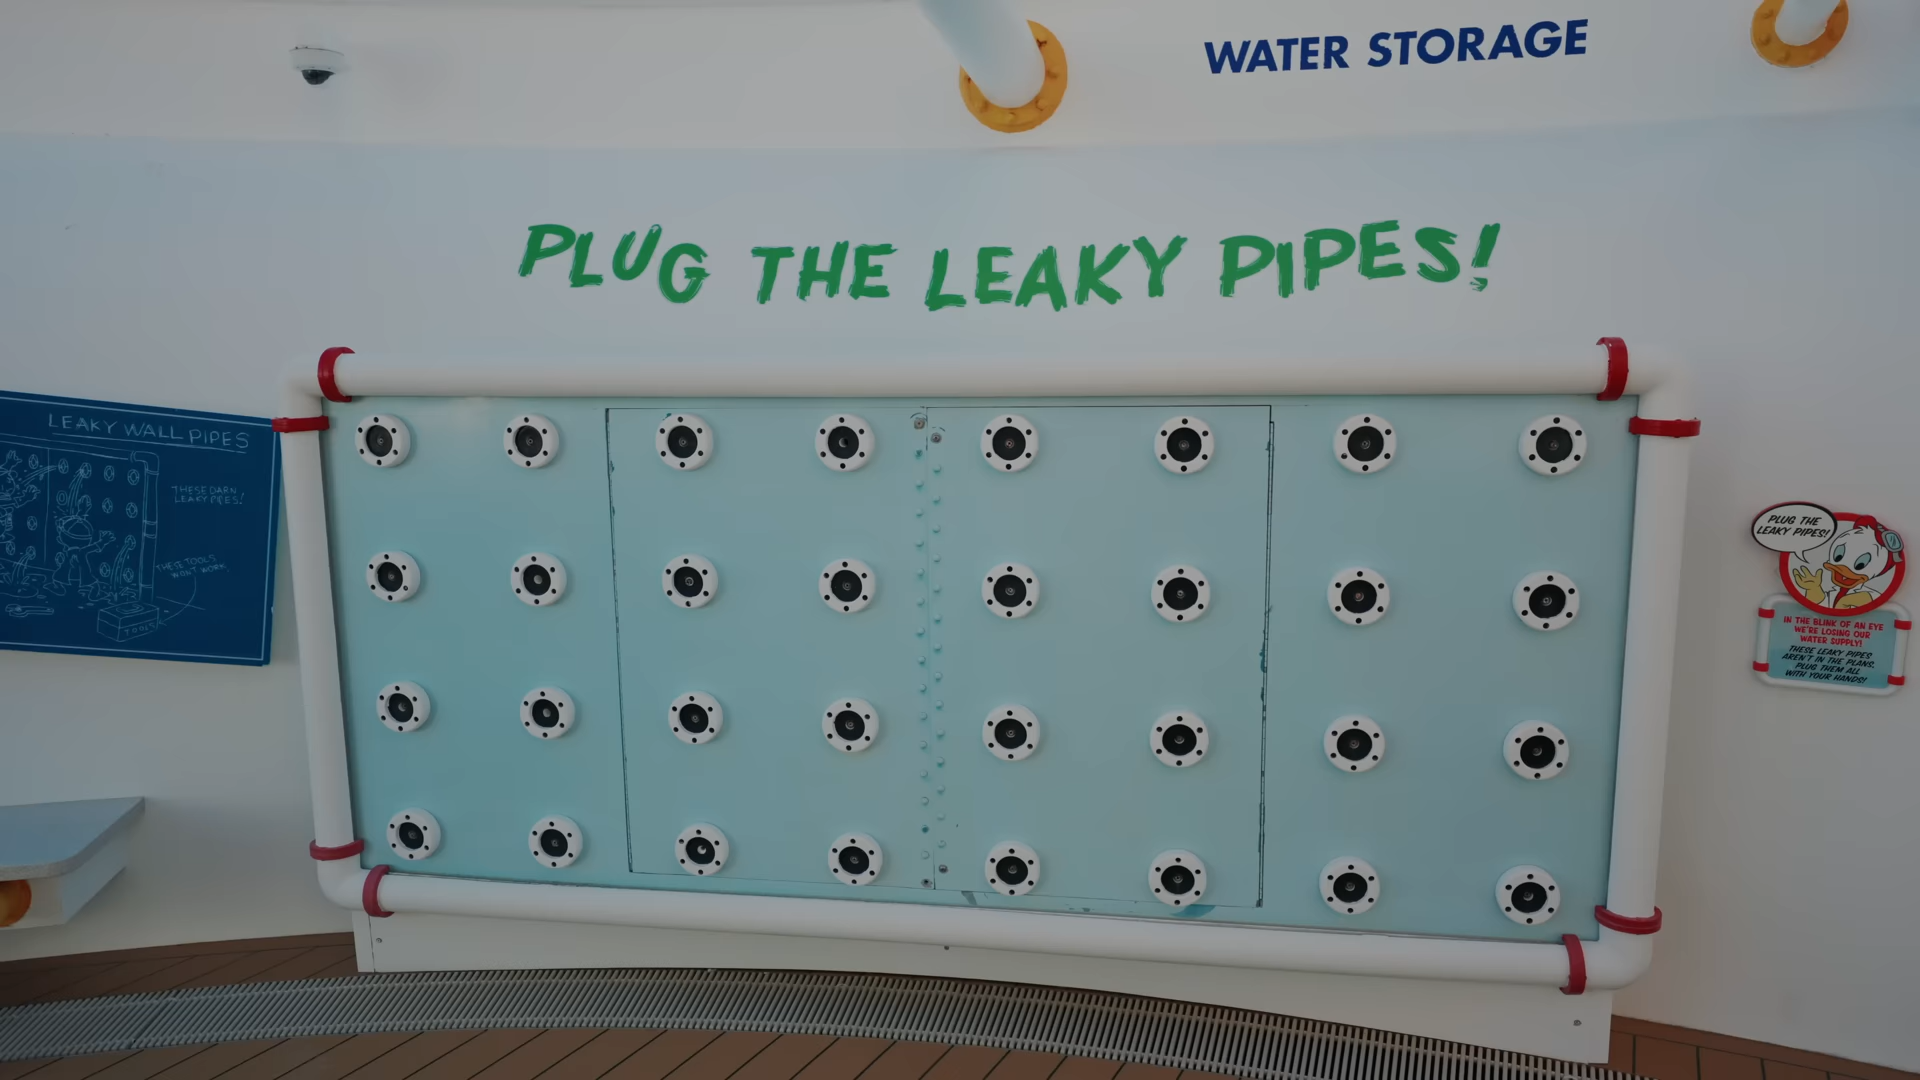 WATER STORAGE
PLUG THE LEAKY PIPES!
LEAKY WALL PIPES
THESE DARN
LEAKY PIPES!
THESE TOOLS
WON'T WORK.
TOOLS
PLUG THE
LEAKY PIPES!
IN THE BLINK OF AN EYE
WE'RE LOSING OUR
WATER SUPPLY!
THESE LEAKY PIPES
AREN'T IN THE PLANS.
PLUG THEM ALL
WITH YOUR HANDS!